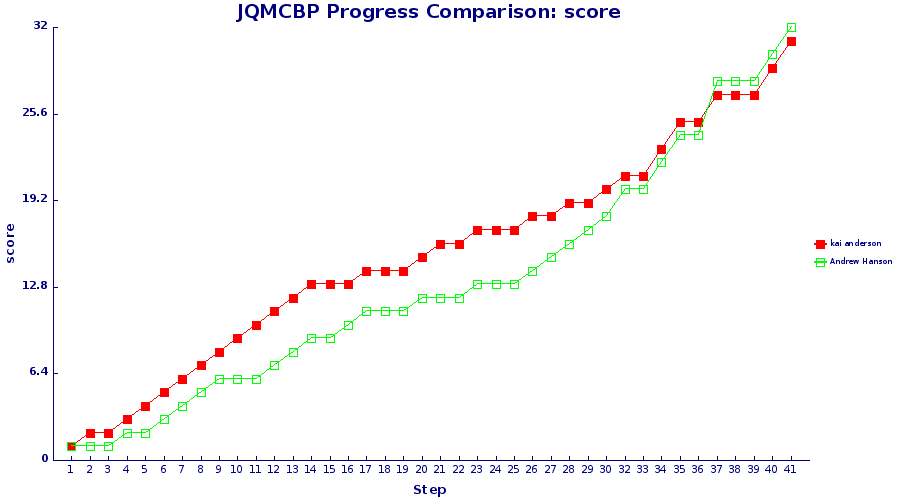 JQMCBP Progress Comparison: score
32
25.6
19.2
12.8
6.4
0
score
1 2 3 4 5 6 7 8 9 10 11 12 13 14 15 16 17 18 19 20 21 22 23 24 25 26 27 28 29 30 32 33 34 35 36 37 38 39 40 41
Step
kai anderson
Andrew Hanson